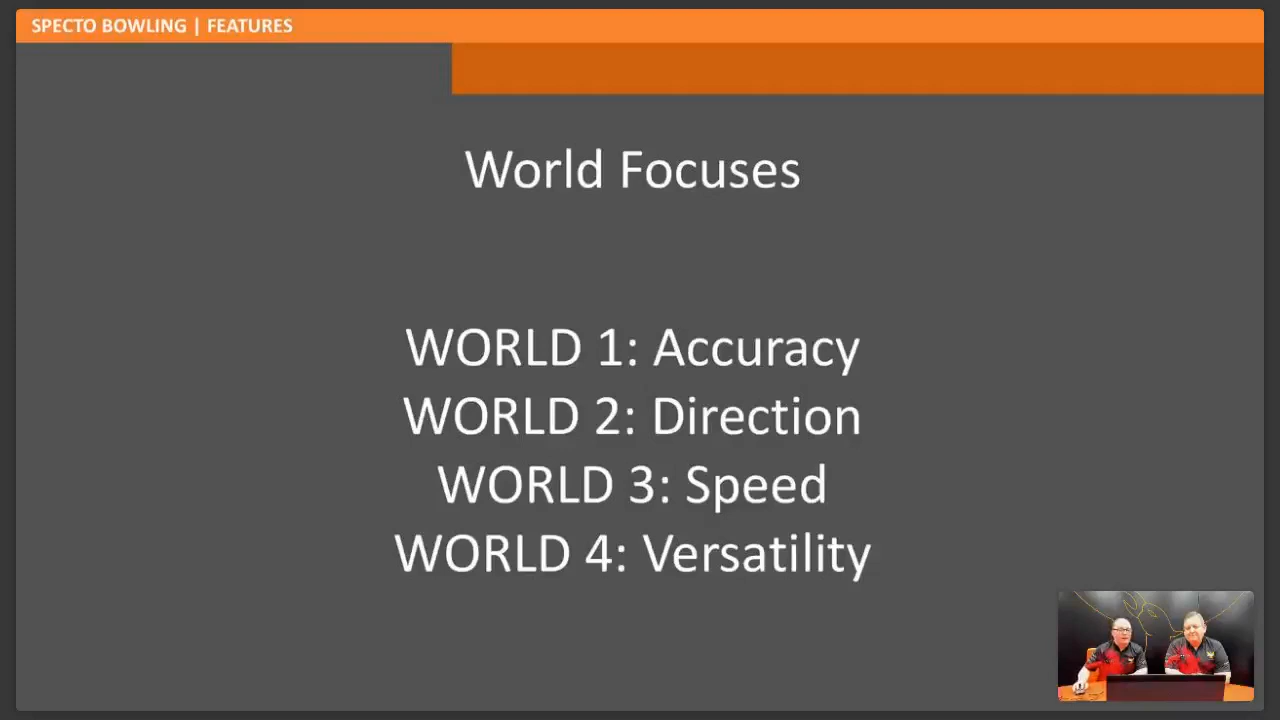 SPECTO BOWLING | FEATURES
World Focuses
WORLD 1: Accuracy
WORLD 2: Direction
WORLD 3: Speed
WORLD 4: Versatility